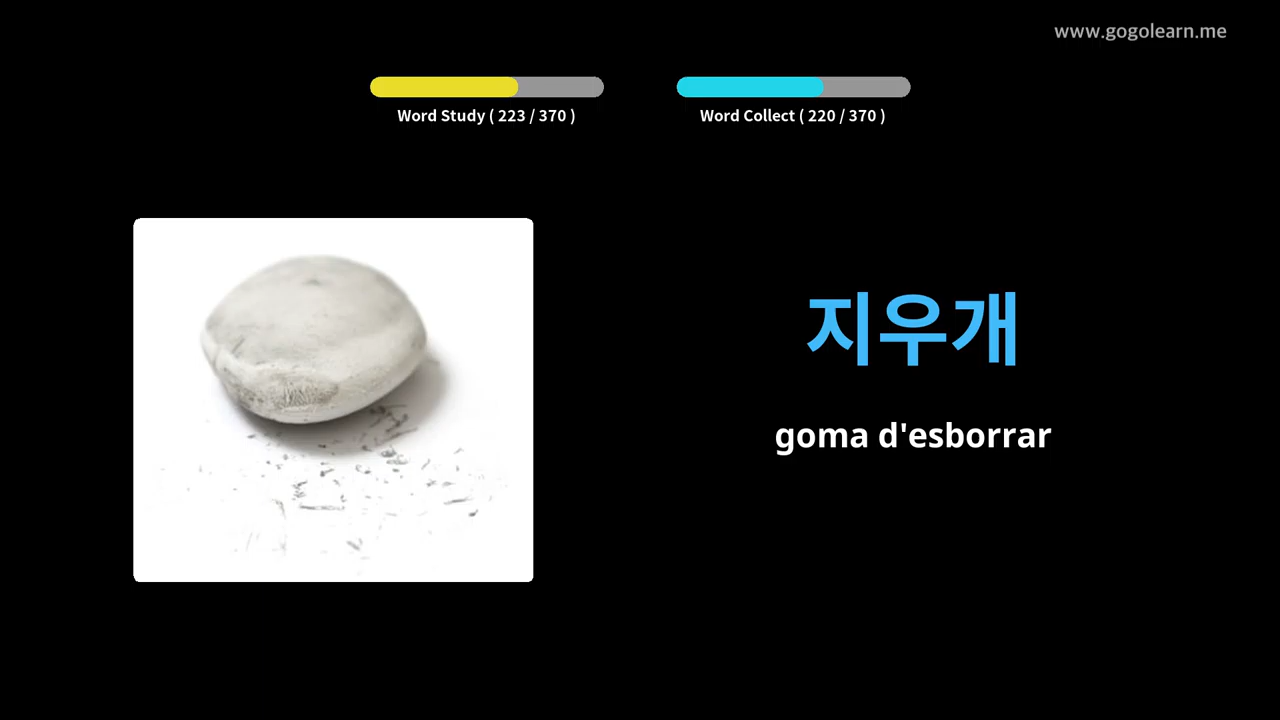 www.gogolearn.me
Word Study ( 223 / 370 )
Word Collect ( 220 / 370 )
지우개
goma d'esborrar